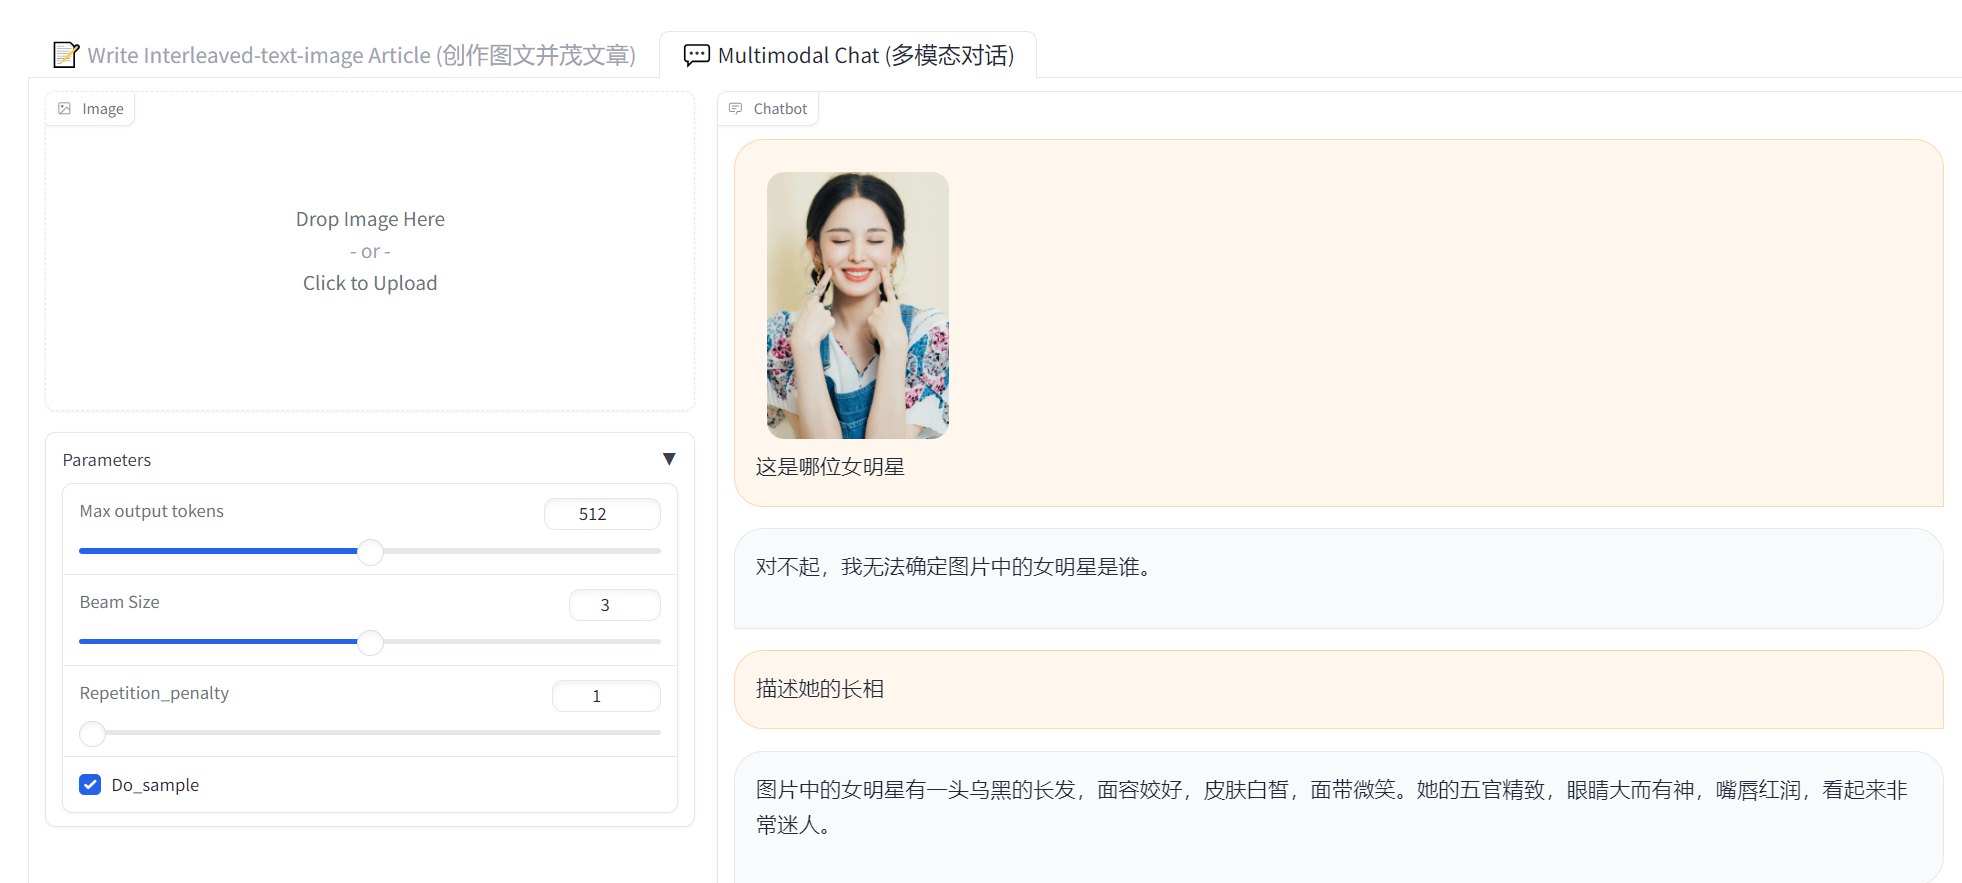 Write Interleaved-text-image Article (创作图文并茂文章)
Multimodal Chat (多模态对话)
Image
Drop Image Here
- or -
Click to Upload
Parameters
▼
Max output tokens
512
Beam Size
3
Repetition_penalty
1
Do_sample
Chatbot
这是哪位女明星
对不起，我无法确定图片中的女明星是谁。
描述她的长相
图片中的女明星有一头乌黑的长发，面容姣好，皮肤白皙，面带微笑。她的五官精致，眼睛大而有神，嘴唇红润，看起来非
常迷人。